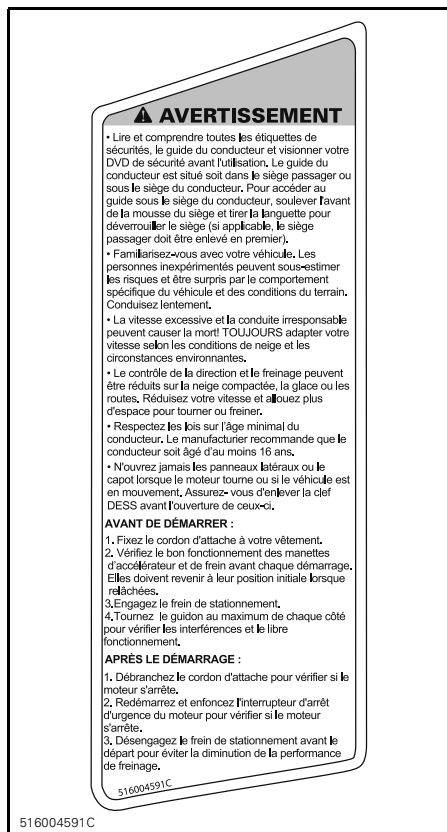 ⚠ AVERTISSEMENT
• Lire et comprendre toutes les étiquettes de
sécurités, le guide du conducteur et visionner votre
DVD de sécurité avant l'utilisation. Le guide du
conducteur est situé soit dans le siège passager ou
sous le siège du conducteur. Pour accéder au
guide sous le siège du conducteur, soulever l'avant
de la mousse du siège et tirer la languette pour
déverrouiller le siège (si applicable, le siège
passager doit être enlevé en premier).
• Familiarisez-vous avec votre véhicule. Les
personnes inexpérimentés peuvent sous-estimer
les risques et être surpris par le comportement
spécifique du véhicule et des conditions du terrain.
Conduisez lentement.
• La vitesse excessive et la conduite irresponsable
peuvent causer la mort! TOUJOURS adapter votre
vitesse selon les conditions de neige et les
circonstances environnantes.
• Le contrôle de la direction et le freinage peuvent
être réduits sur la neige compactée, la glace ou les
routes. Réduisez votre vitesse et allouez plus
d'espace pour tourner ou freiner.
• Respectez les lois sur l'âge minimal du
conducteur. Le manufacturier recommande que le
conducteur soit âgé d'au moins 16 ans.
• N'ouvrez jamais les panneaux latéraux ou le
capot lorsque le moteur tourne ou si le véhicule est
en mouvement. Assurez- vous d'enlever la clef
DESS avant l'ouverture de ceux-ci.
AVANT DE DÉMARRER :
1. Fixez le cordon d'attache à votre vêtement.
2. Vérifiez le bon fonctionnement des manettes
d'accélérateur et de frein avant chaque démarrage.
Elles doivent revenir à leur position initiale lorsque
relâchées.
3.Engagez le frein de stationnement.
4.Tournez le guidon au maximum de chaque côté
pour vérifier les interférences et le libre
fonctionnement.
APRÈS LE DÉMARRAGE :
1. Débranchez le cordon d'attache pour vérifier si le
moteur s'arrête.
2. Redémarrez et enfoncez l'interrupteur d'arrêt
d'urgence du moteur pour vérifier si le moteur
s'arrête.
3. Désengagez le frein de stationnement avant le
départ pour éviter la diminution de la performance
de freinage.
516004591C
516004591C